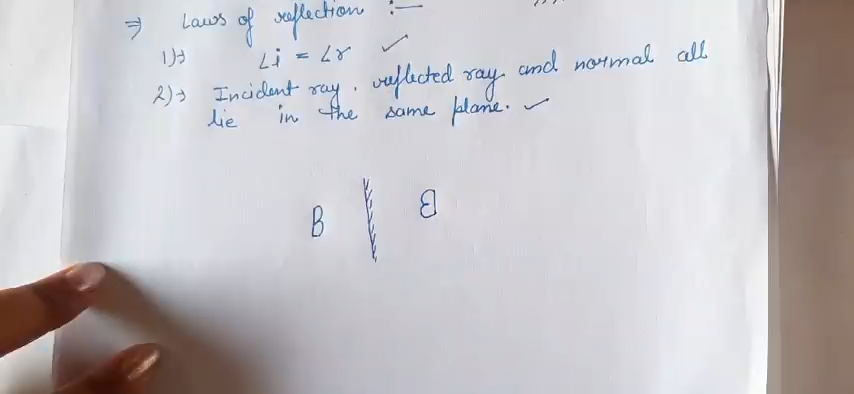 ⇒ Laws of reflection :—
1)→ ∠i = ∠r ✓
2)→ Incident ray, reflected ray and normal all
lie in the same plane. ✓
B ᗺ